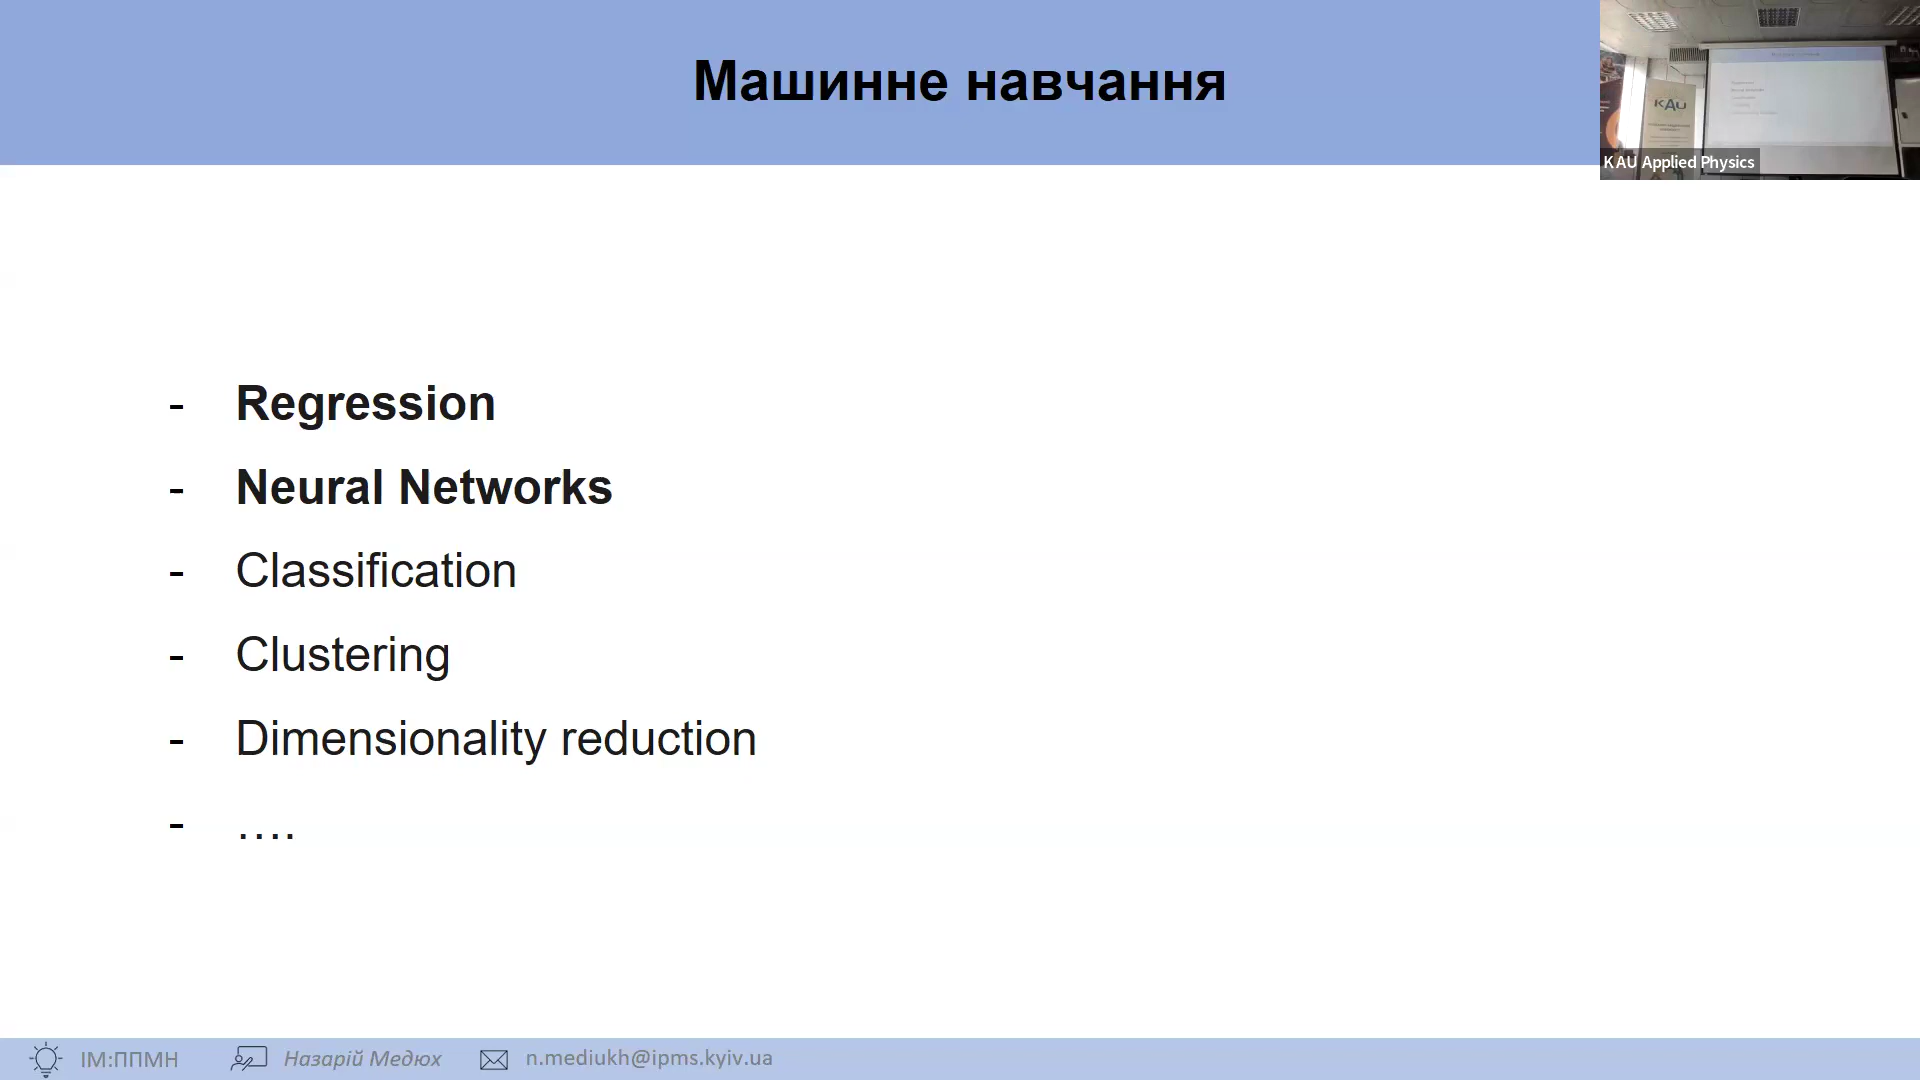 Машинне навчання
KAU
KAU Applied Physics
- Regression
- Neural Networks
- Classification
- Clustering
- Dimensionality reduction
- ....
ІМ:ППМН
Назарій Медюх
n.mediukh@ipms.kyiv.ua